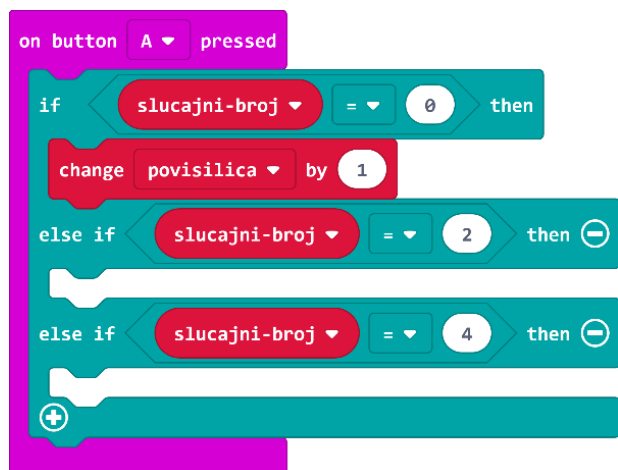 on button A pressed
if slucajni-broj = 0 then
change povisilica by 1
else if slucajni-broj = 2 then
else if slucajni-broj = 4 then